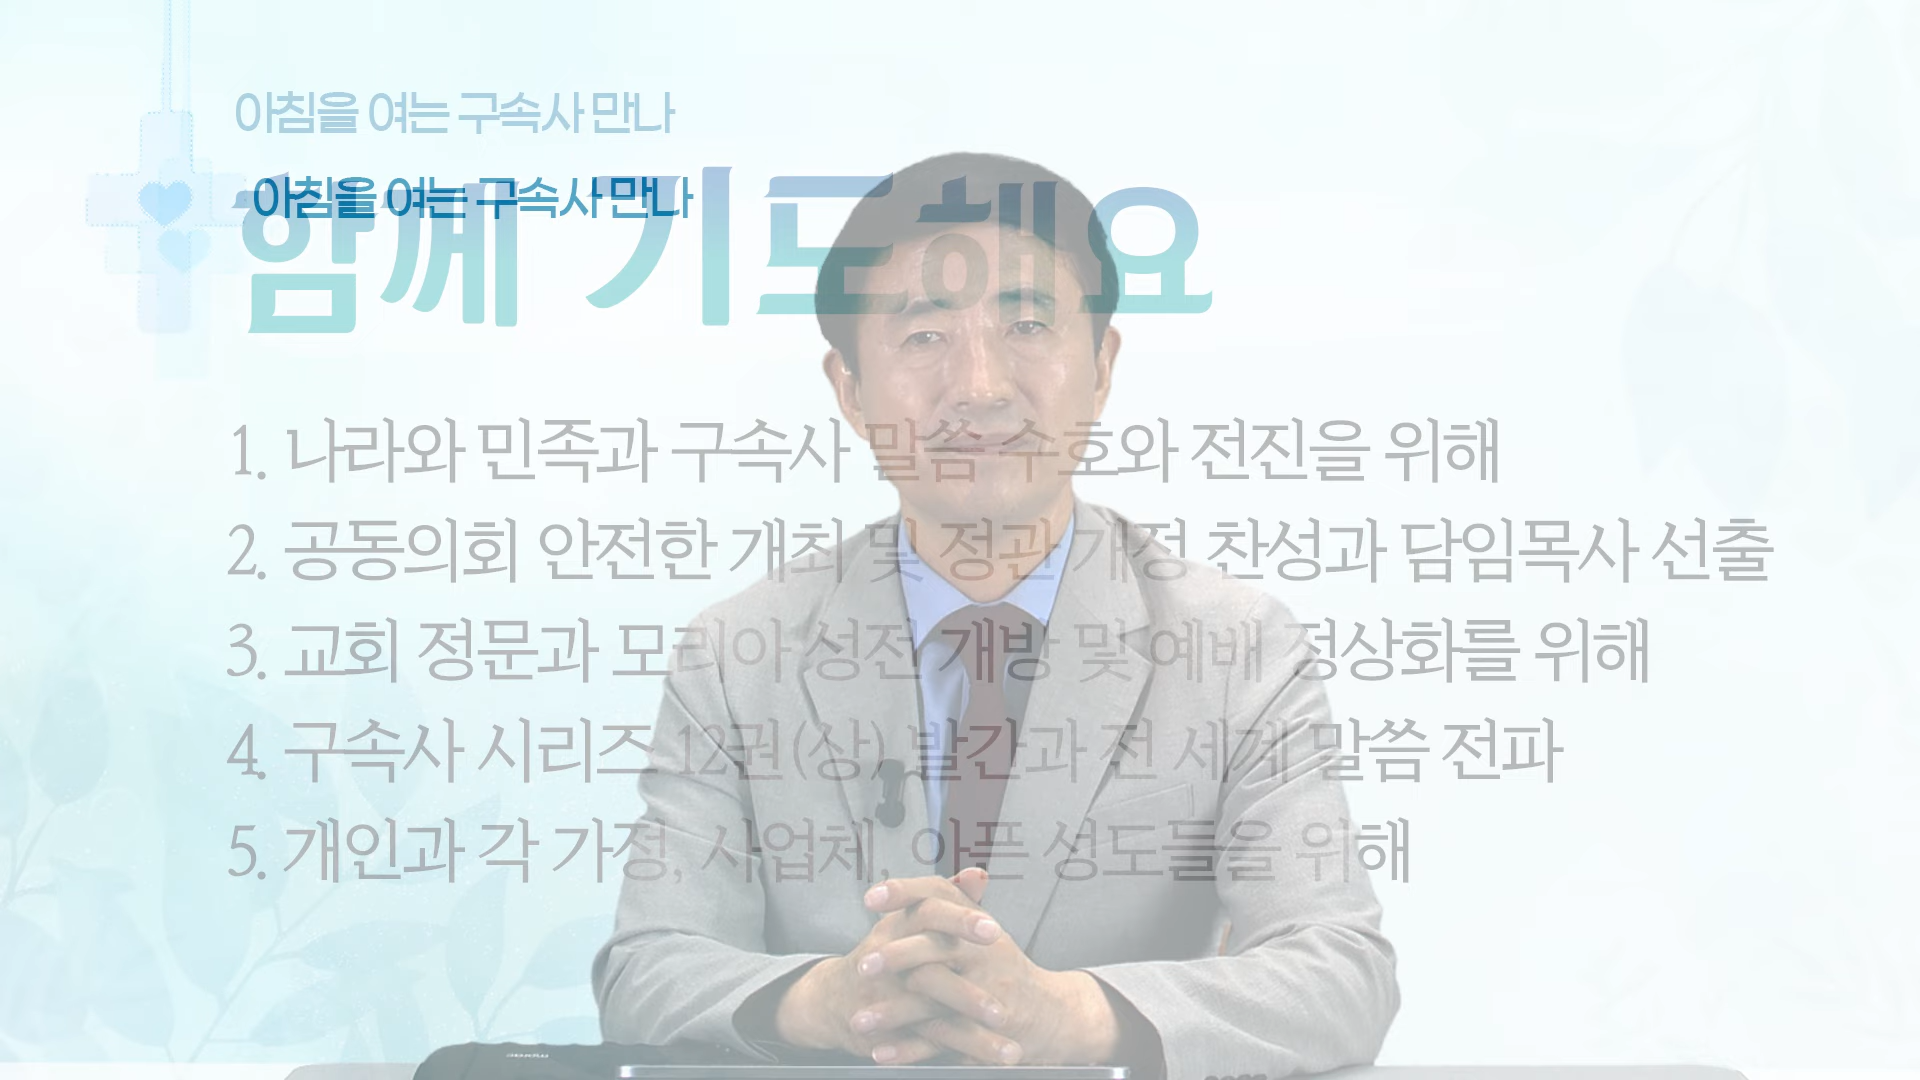 아침을 여는 구속사 만나
아침을 여는 구속사 만나
함께 기도해요
1. 나라와 민족과 구속사 말씀 수호와 전진을 위해
2. 공동의회 안전한 개최 및 정관 개정 찬성과 담임목사 선출
3. 교회 정문과 모리아 성전 개방 및 예배 정상화를 위해
4. 구속사 시리즈 12권(상) 발간과 전 세계 말씀 전파
5. 개인과 각 가정, 사업체, 아픈 성도들을 위해